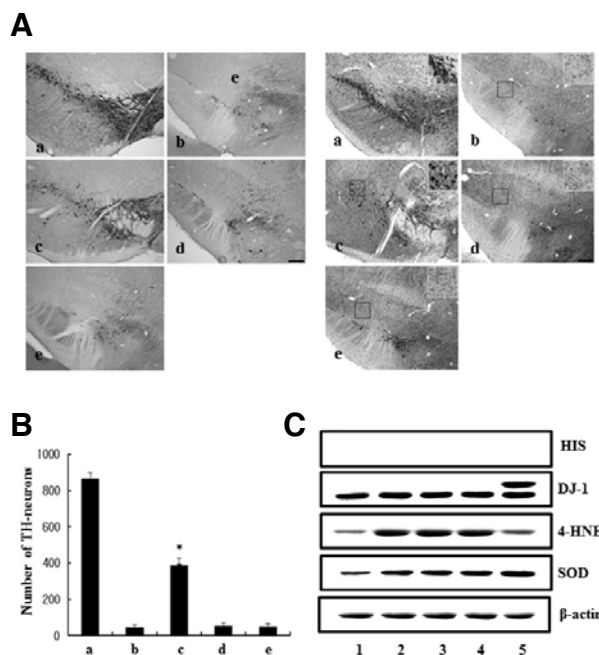 A
a
b
e
c
d
e
a
b
c
d
e
B
Number of TH-neurons
1000
800
600
400
200
0
*
a b c d e
C
HIS
DJ-1
4-HNE
SOD
β-actin
1 2 3 4 5